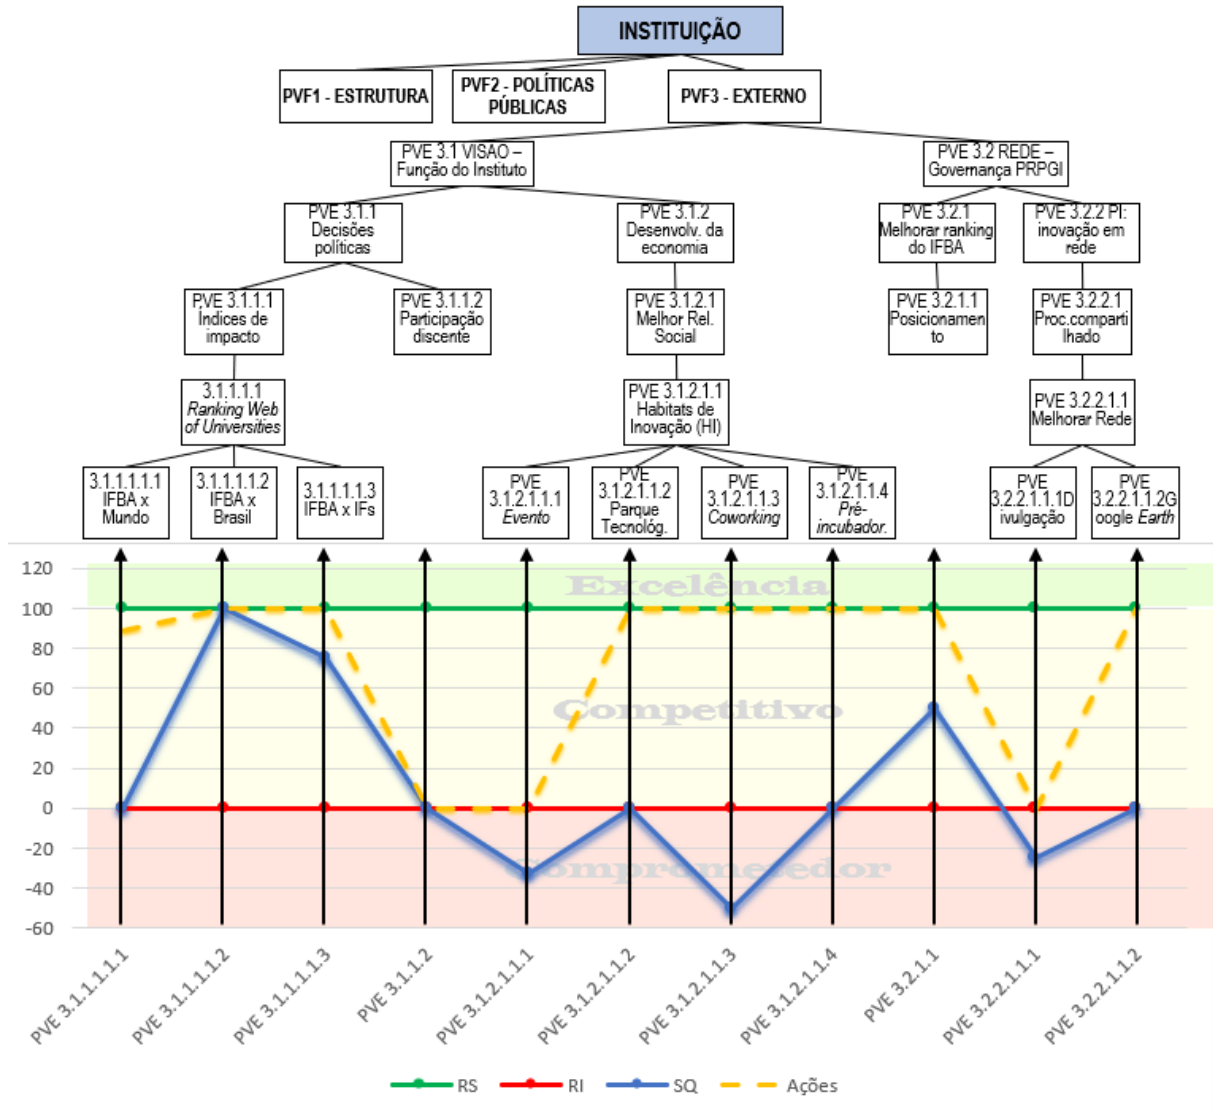 INSTITUIÇÃO
PVF1 - ESTRUTURA
PVF2 - POLÍTICAS
PÚBLICAS
PVF3 - EXTERNO
PVE 3.1 VISAO –
Função do Instituto
PVE 3.2 REDE –
Governança PRPGI
PVE 3.1.1
Decisões
políticas
PVE 3.1.2
Desenvolv. da
economia
PVE 3.2.1
Melhorar ranking
do IFBA
PVE 3.2.2 PI:
inovação em
rede
PVE 3.1.1.1
Índices de
impacto
PVE 3.1.1.2
Participação
discente
PVE 3.1.2.1
Melhor Rel.
Social
PVE 3.2.1.1
Posicionamen
to
PVE 3.2.2.1
Proc.comparti
lhado
3.1.1.1.1
Ranking Web
of Universities
PVE 3.1.2.1.1
Habitats de
Inovação (HI)
PVE 3.2.2.1.1
Melhorar Rede
3.1.1.1.1.1
IFBA x
Mundo
3.1.1.1.1.2
IFBA x
Brasil
3.1.1.1.1.3
IFBA x IFs
PVE
3.1.2.1.1.1
Evento
PVE
3.1.2.1.1.2
Parque
Tecnológ.
PVE
3.1.2.1.1.3
Coworking
PVE
3.1.2.1.1.4
Pré-
incubador.
PVE
3.2.2.1.1.1D
ivulgação
PVE
3.2.2.1.1.2G
oogle Earth
120
100
80
60
40
20
0
-20
-40
-60
Excelência
Competitivo
Comprometedor
PVE 3.1.1.1.1.1
PVE 3.1.1.1.1.2
PVE 3.1.1.1.1.3
PVE 3.1.1.2
PVE 3.1.2.1.1.1
PVE 3.1.2.1.1.2
PVE 3.1.2.1.1.3
PVE 3.1.2.1.1.4
PVE 3.2.1.1
PVE 3.2.2.1.1.1
PVE 3.2.2.1.1.2
RS
RI
SQ
Ações